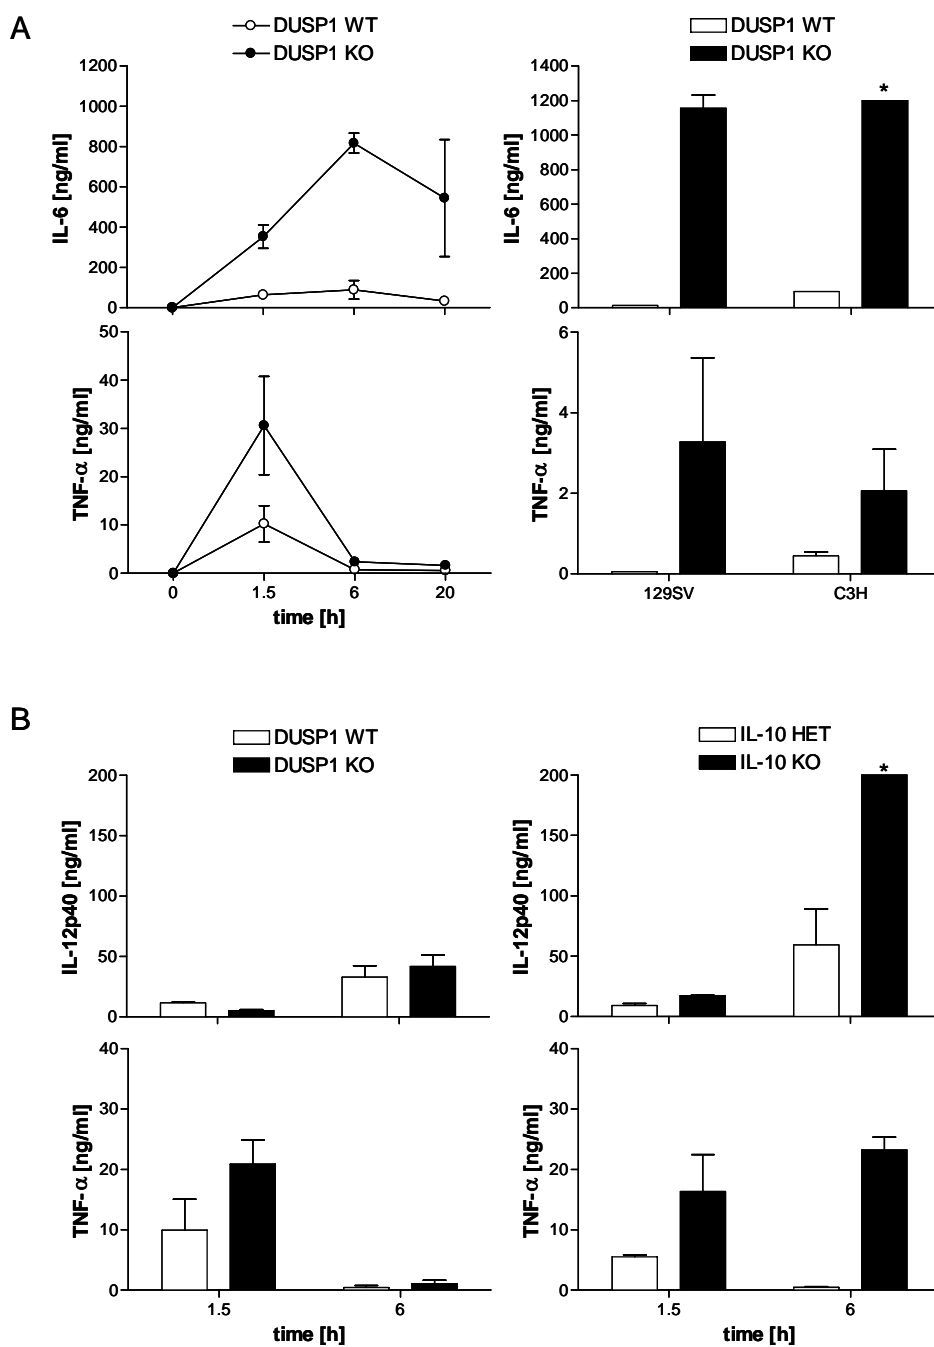 A
DUSP1 WT
DUSP1 KO
1200
1000
800
600
400
200
0
IL-6 [ng/ml]
DUSP1 WT
DUSP1 KO
1400
1200
1000
800
600
400
200
0
IL-6 [ng/ml]
*
50
40
30
20
10
0
TNF-α [ng/ml]
0 1.5 6 20
time [h]
6
4
2
0
TNF-α [ng/ml]
129SV C3H
B
DUSP1 WT
DUSP1 KO
200
150
100
50
0
IL-12p40 [ng/ml]
IL-10 HET
IL-10 KO
200
150
100
50
0
IL-12p40 [ng/ml]
*
40
30
20
10
0
TNF-α [ng/ml]
1.5 6
time [h]
40
30
20
10
0
TNF-α [ng/ml]
1.5 6
time [h]